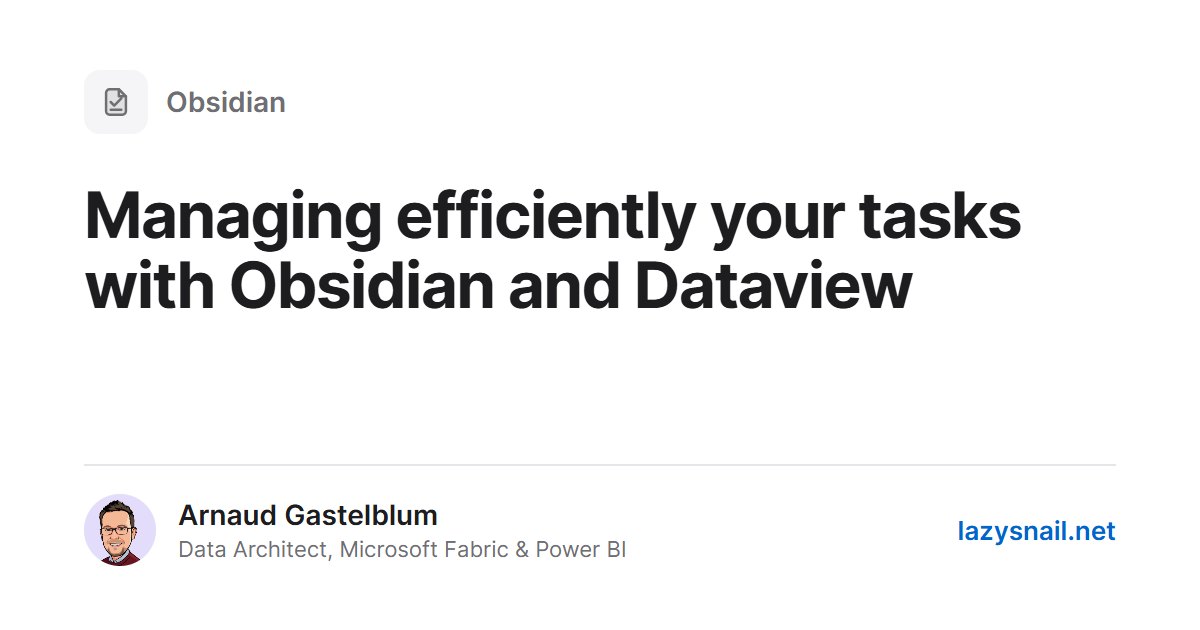 Obsidian
Managing efficiently your tasks
with Obsidian and Dataview
Arnaud Gastelblum
Data Architect, Microsoft Fabric & Power BI
lazysnail.net